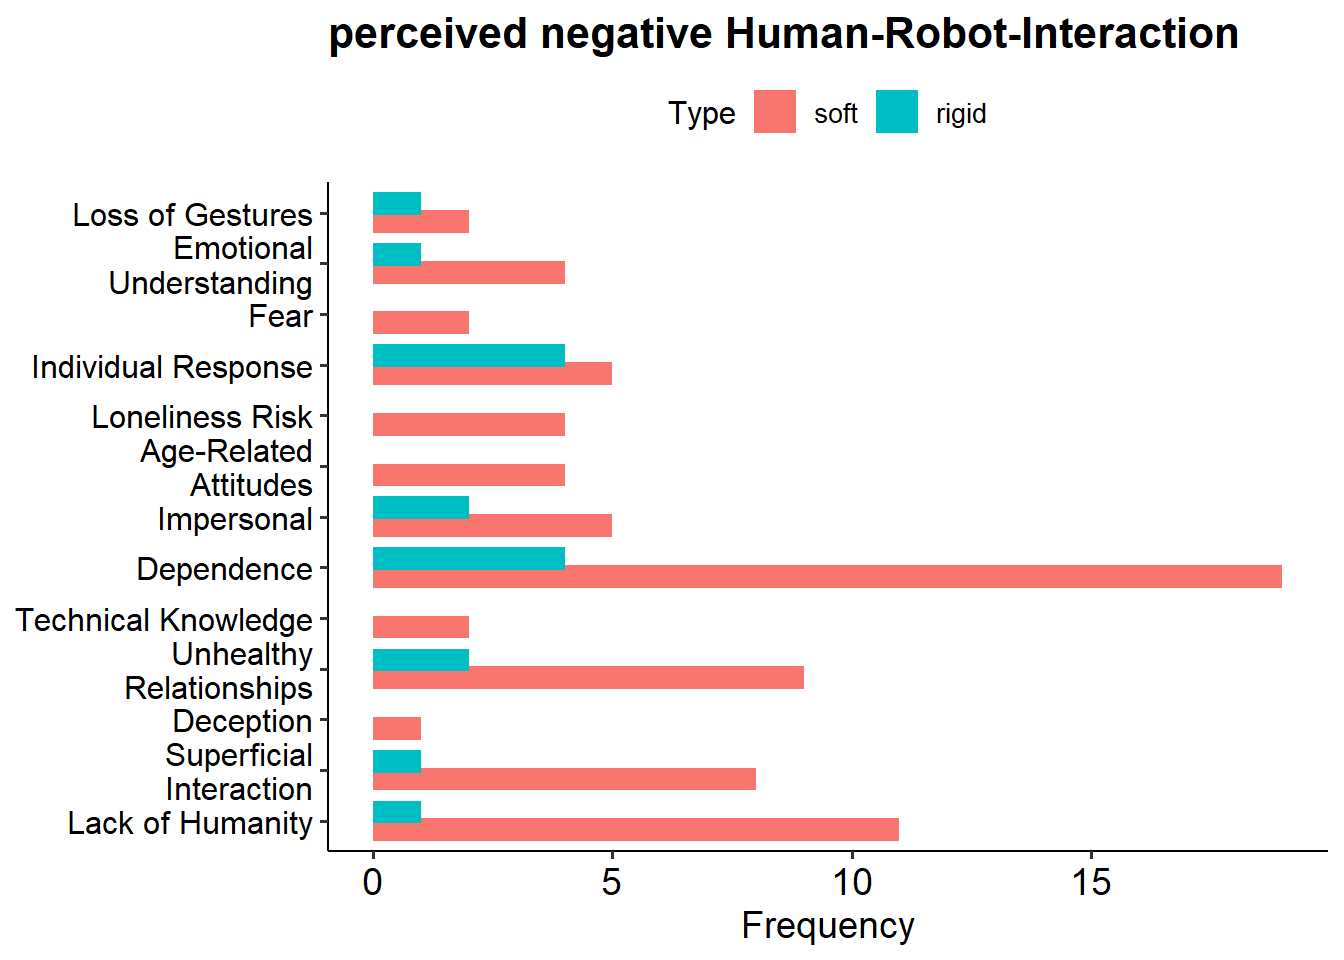 perceived negative Human-Robot-Interaction
Type soft rigid
Loss of Gestures
Emotional
Understanding
Fear
Individual Response
Loneliness Risk
Age-Related
Attitudes
Impersonal
Dependence
Technical Knowledge
Unhealthy
Relationships
Deception
Superficial
Interaction
Lack of Humanity
0 5 10 15
Frequency